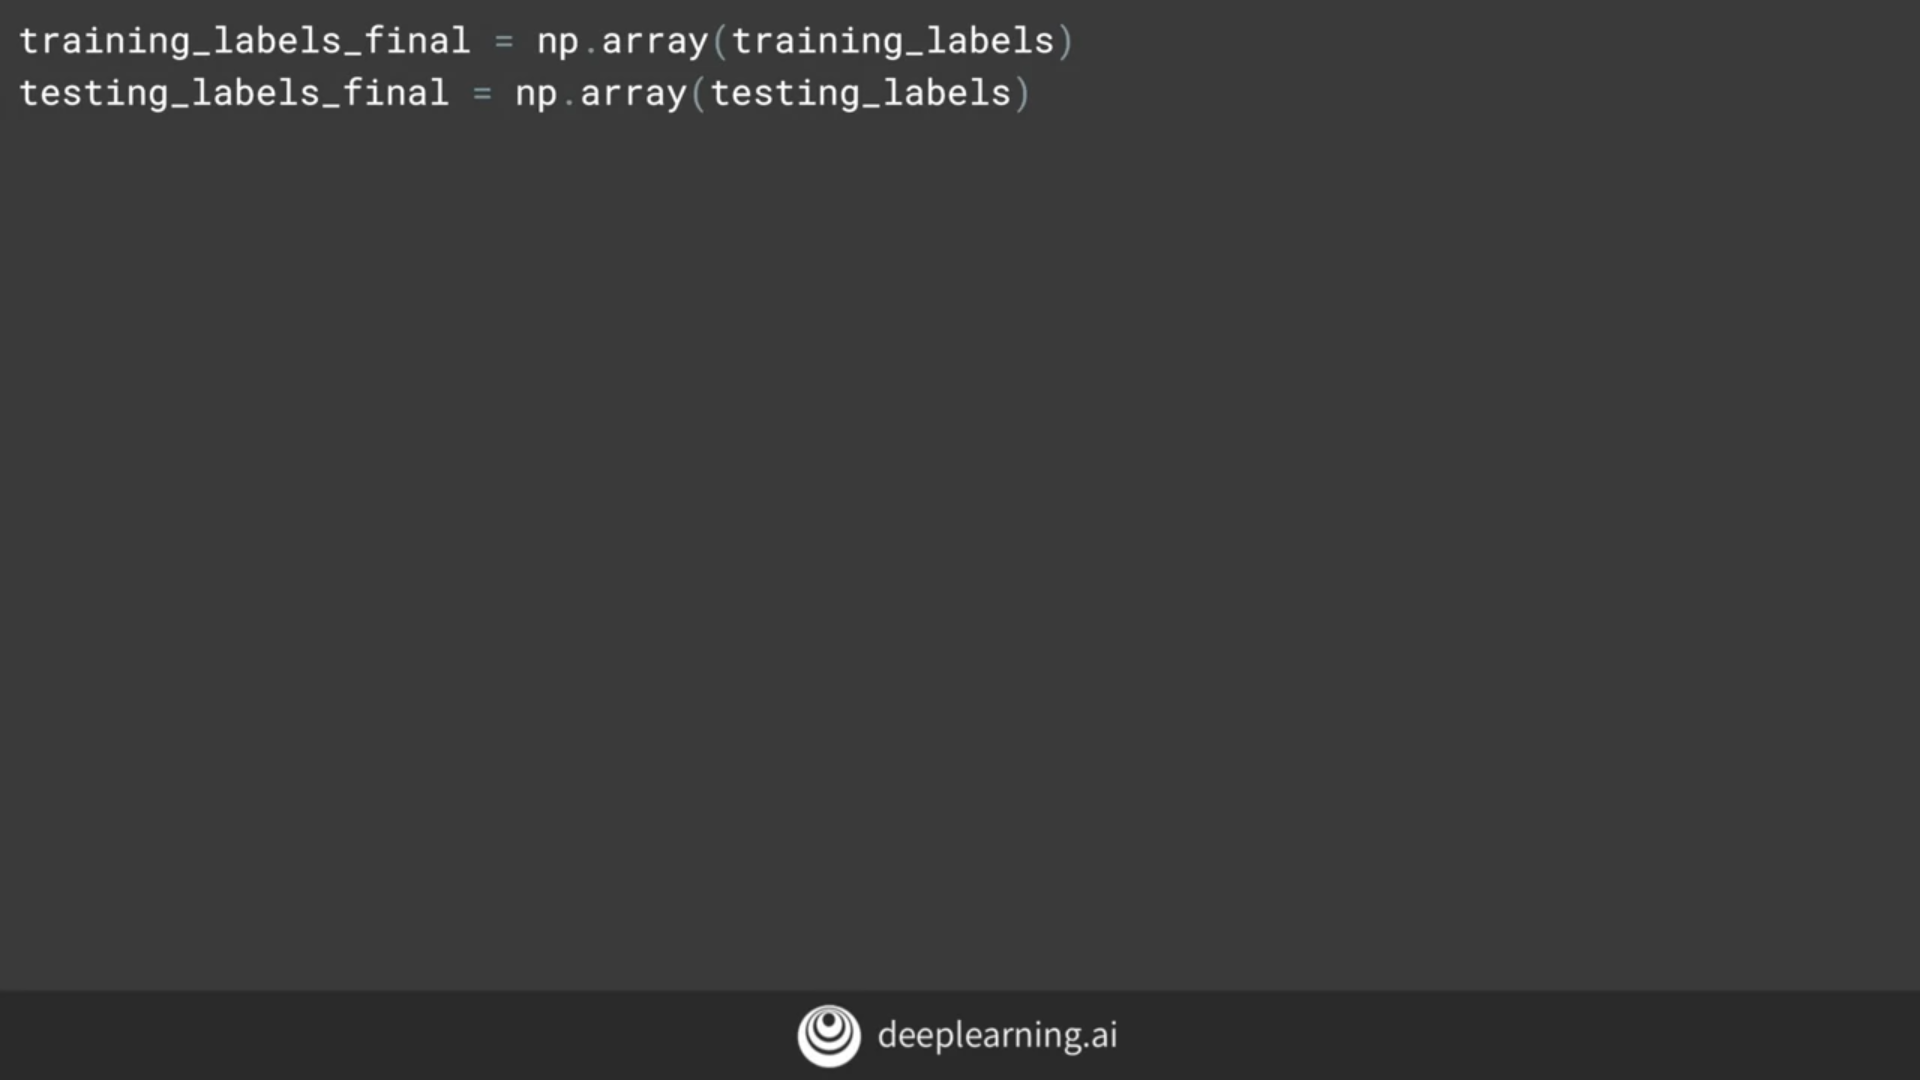 training_labels_final = np.array(training_labels)
testing_labels_final = np.array(testing_labels)
deeplearning.ai